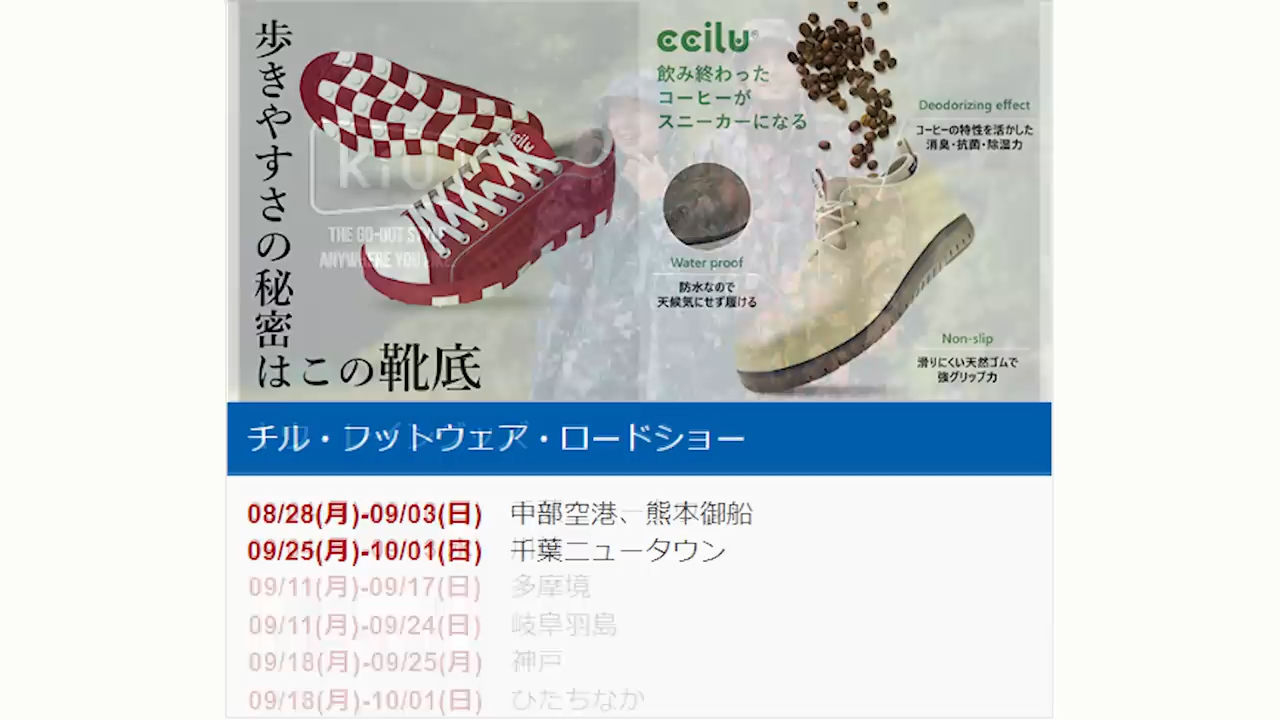 歩きやすさの秘密
はこの靴底
ccilu
飲み終わった
コーヒーが
スニーカーになる
Deodorizing effect
コーヒーの特性を活かした
消臭・抗菌・除湿力
Water proof
防水なので
天候気にせず履ける
Non-slip
滑りにくい天然ゴムで
強グリップ力
ccilu
KiU
THE GO-OUT STYLE
チル・フットウェア・ロードショー
08/28(月)-09/03(日) 中部空港、熊本御船
09/25(月)-10/01(日) 千葉ニュータウン
09/11(月)-09/17(日) 多摩境
09/11(月)-09/24(日) 岐阜羽島
09/18(月)-09/25(月) 神戸
09/18(月)-10/01(日) ひたちなか